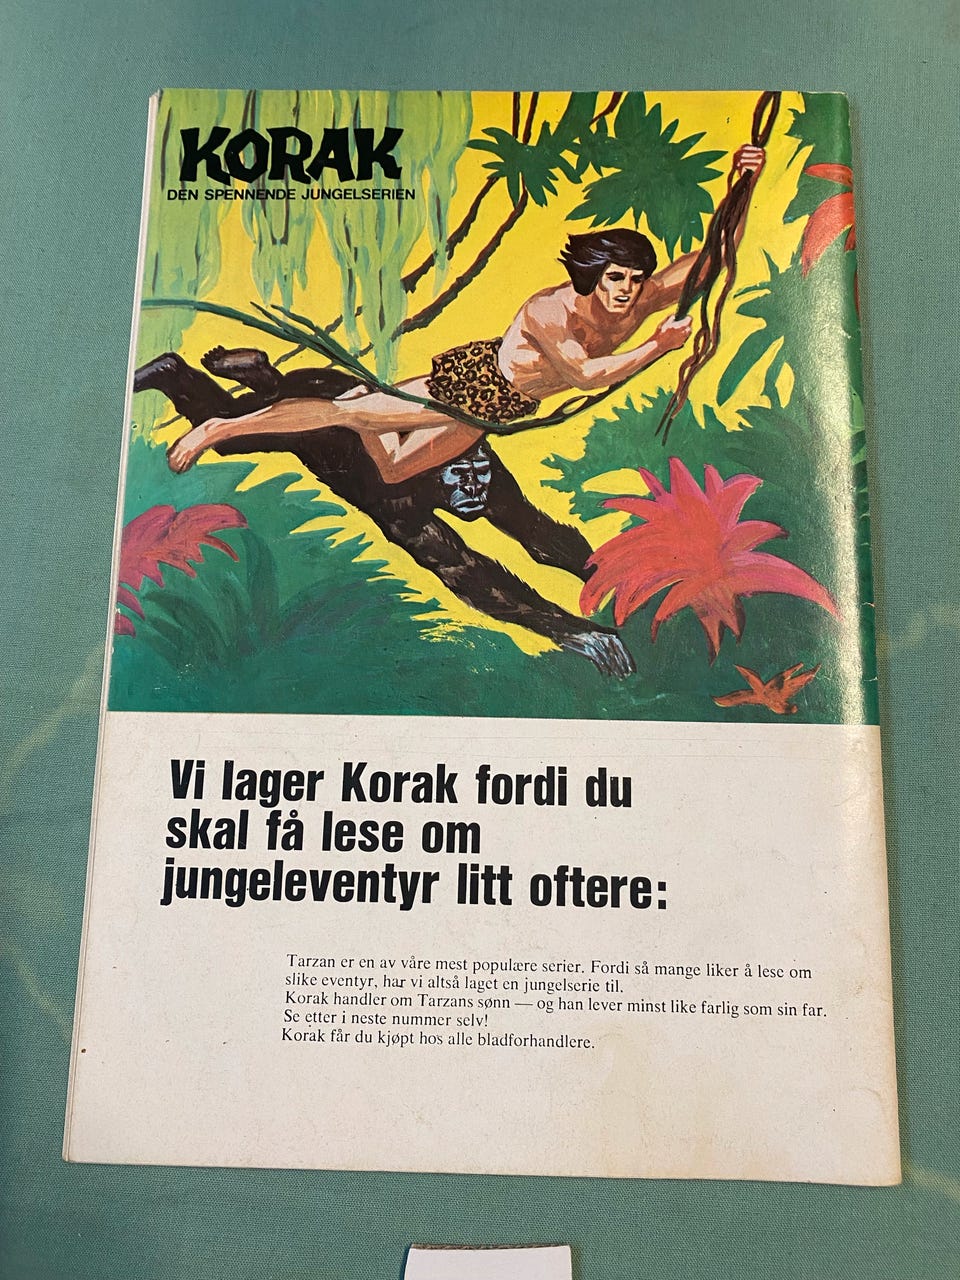 KORAK
DEN SPENNENDE JUNGELSERIEN
Vi lager Korak fordi du
skal få lese om
jungeleventyr litt oftere:
Tarzan er en av våre mest populære serier. Fordi så mange liker å lese om
slike eventyr, har vi altså laget en jungelserie til.
Korak handler om Tarzans sønn — og han lever minst like farlig som sin far.
Se etter i neste nummer selv!
Korak får du kjøpt hos alle bladforhandlere.